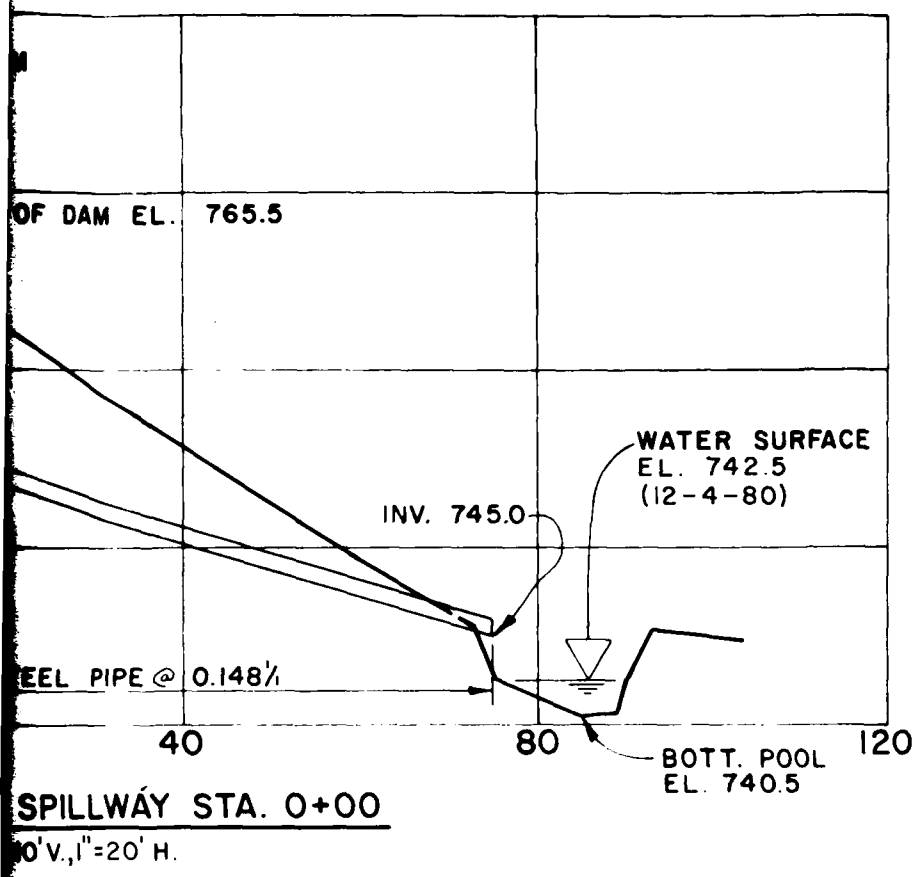 OF DAM EL. 765.5
WATER SURFACE
EL. 742.5
(12-4-80)
INV. 745.0
EEL PIPE @ 0.148'/1
40 80 120
BOTT. POOL
EL. 740.5
SPILLWAY STA. 0+00
0'V.,1"=20' H.